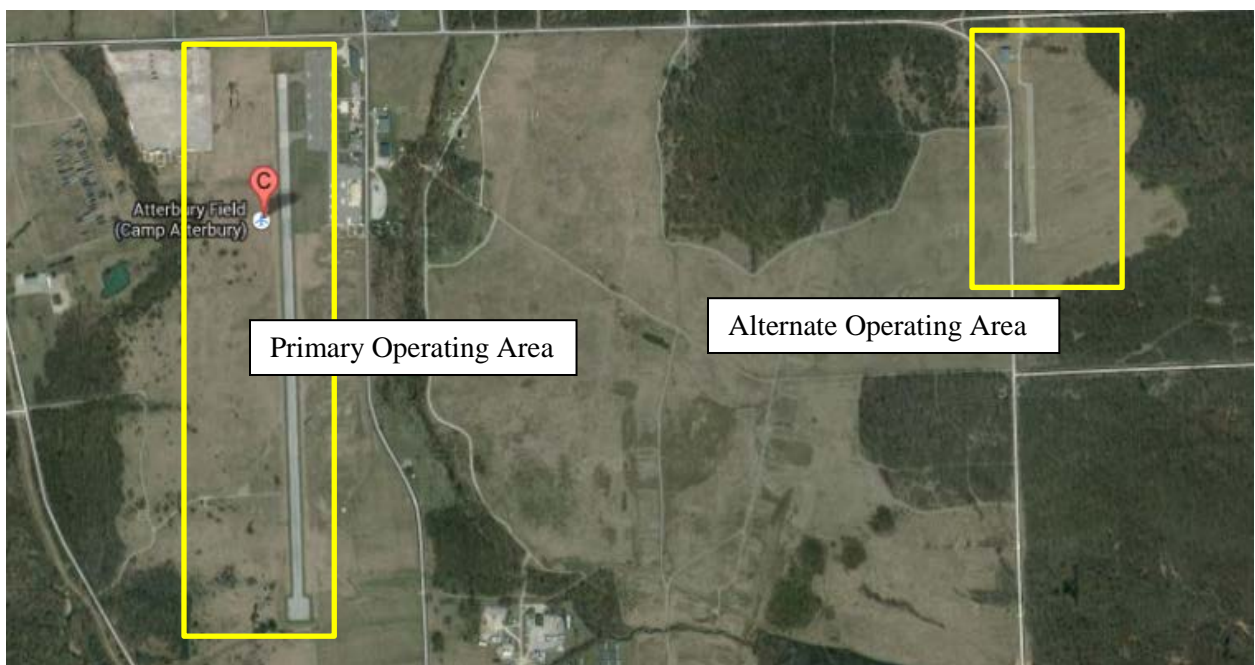 C
Atterbury Field
(Camp Atterbury)
Primary Operating Area
Alternate Operating Area